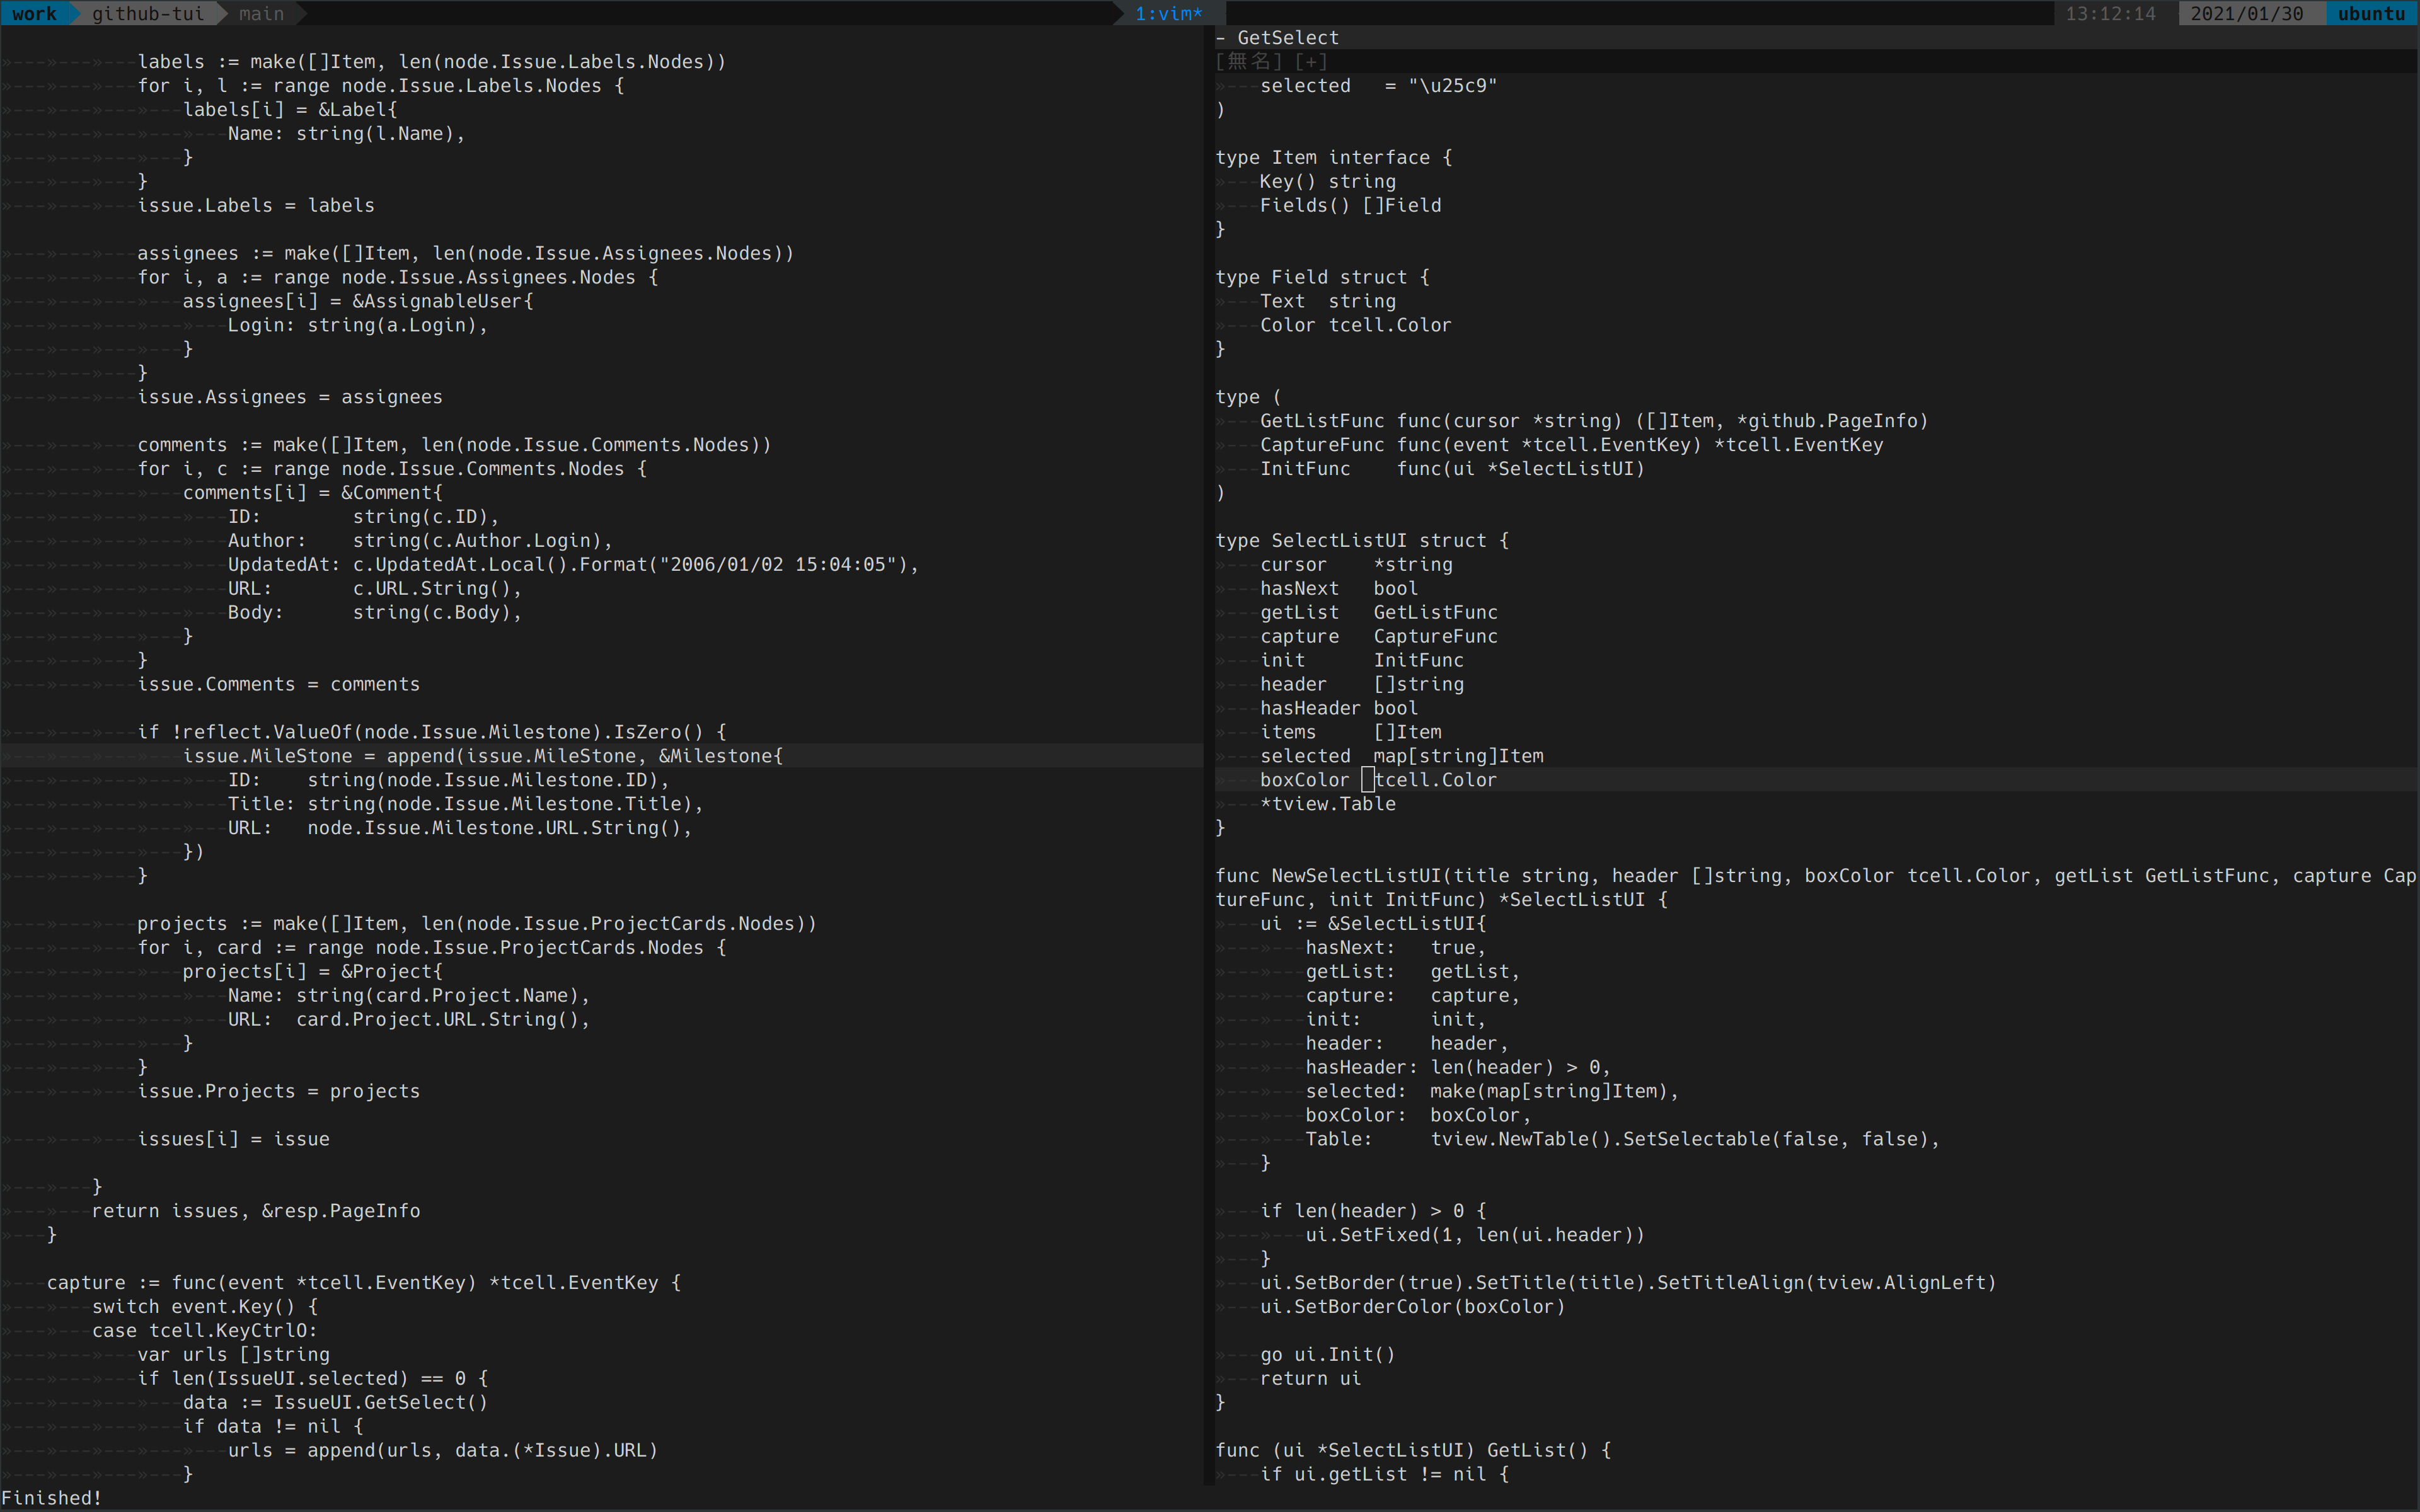 work github-tui main 1:vim* 13:12:14 2021/01/30 ubuntu
labels := make([]Item, len(node.Issue.Labels.Nodes))
for i, l := range node.Issue.Labels.Nodes {
labels[i] = &Label{
Name: string(l.Name),
}
}
issue.Labels = labels
assignees := make([]Item, len(node.Issue.Assignees.Nodes))
for i, a := range node.Issue.Assignees.Nodes {
assignees[i] = &AssignableUser{
Login: string(a.Login),
}
}
issue.Assignees = assignees
comments := make([]Item, len(node.Issue.Comments.Nodes))
for i, c := range node.Issue.Comments.Nodes {
comments[i] = &Comment{
ID:        string(c.ID),
Author:    string(c.Author.Login),
UpdatedAt: c.UpdatedAt.Local().Format("2006/01/02 15:04:05"),
URL:       c.URL.String(),
Body:      string(c.Body),
}
}
issue.Comments = comments
if !reflect.ValueOf(node.Issue.Milestone).IsZero() {
issue.MileStone = append(issue.MileStone, &Milestone{
ID:    string(node.Issue.Milestone.ID),
Title: string(node.Issue.Milestone.Title),
URL:   node.Issue.Milestone.URL.String(),
})
}
projects := make([]Item, len(node.Issue.ProjectCards.Nodes))
for i, card := range node.Issue.ProjectCards.Nodes {
projects[i] = &Project{
Name: string(card.Project.Name),
URL:  card.Project.URL.String(),
}
}
issue.Projects = projects
issues[i] = issue
}
return issues, &resp.PageInfo
}
capture := func(event *tcell.EventKey) *tcell.EventKey {
switch event.Key() {
case tcell.KeyCtrlO:
var urls []string
if len(IssueUI.selected) == 0 {
data := IssueUI.GetSelect()
if data != nil {
urls = append(urls, data.(*Issue).URL)
}
Finished!
- GetSelect
[無名] [+]
selected   = "\u25c9"
)
type Item interface {
Key() string
Fields() []Field
}
type Field struct {
Text  string
Color tcell.Color
}
type (
GetListFunc func(cursor *string) ([]Item, *github.PageInfo)
CaptureFunc func(event *tcell.EventKey) *tcell.EventKey
InitFunc    func(ui *SelectListUI)
)
type SelectListUI struct {
cursor    *string
hasNext   bool
getList   GetListFunc
capture   CaptureFunc
init      InitFunc
header    []string
hasHeader bool
items     []Item
selected  map[string]Item
boxColor  tcell.Color
*tview.Table
}
func NewSelectListUI(title string, header []string, boxColor tcell.Color, getList GetListFunc, capture Cap
tureFunc, init InitFunc) *SelectListUI {
ui := &SelectListUI{
hasNext:   true,
getList:   getList,
capture:   capture,
init:      init,
header:    header,
hasHeader: len(header) > 0,
selected:  make(map[string]Item),
boxColor:  boxColor,
Table:     tview.NewTable().SetSelectable(false, false),
}
if len(header) > 0 {
ui.SetFixed(1, len(ui.header))
}
ui.SetBorder(true).SetTitle(title).SetTitleAlign(tview.AlignLeft)
ui.SetBorderColor(boxColor)
go ui.Init()
return ui
}
func (ui *SelectListUI) GetList() {
if ui.getList != nil {